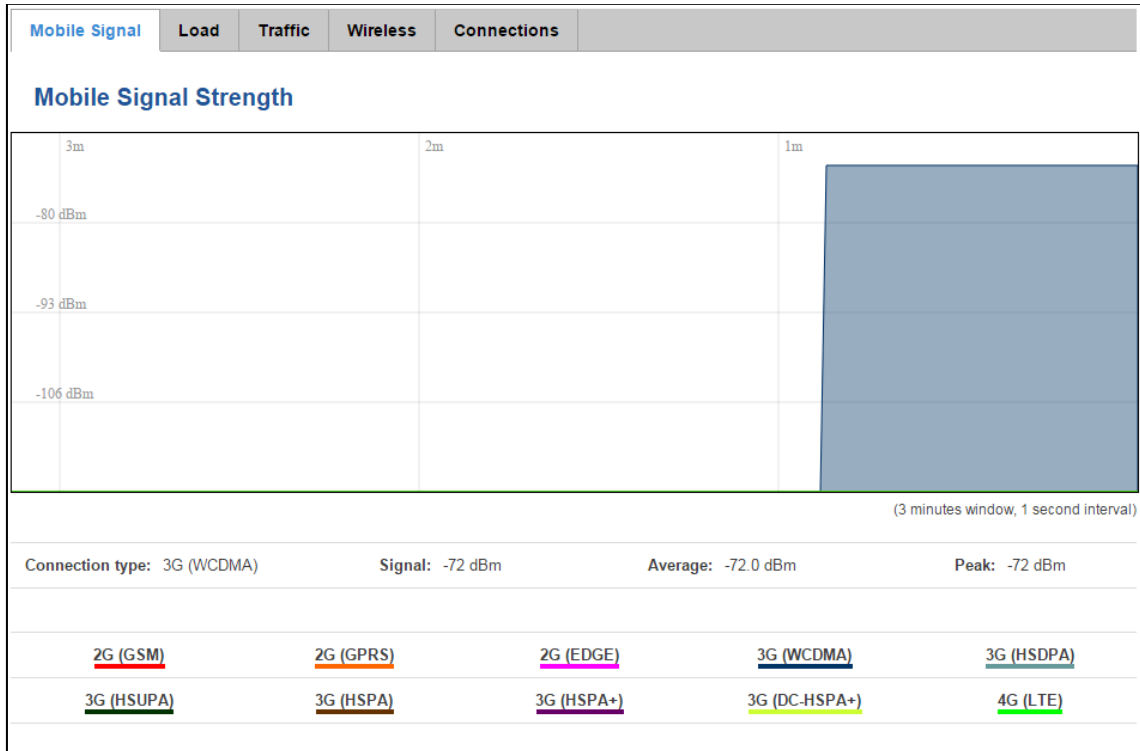 Mobile Signal Load Traffic Wireless Connections
Mobile Signal Strength
3m 2m 1m
-80 dBm
-93 dBm
-106 dBm
(3 minutes window, 1 second interval)
Connection type: 3G (WCDMA) Signal: -72 dBm Average: -72.0 dBm Peak: -72 dBm
2G (GSM) 2G (GPRS) 2G (EDGE) 3G (WCDMA) 3G (HSDPA)
3G (HSUPA) 3G (HSPA) 3G (HSPA+) 3G (DC-HSPA+) 4G (LTE)